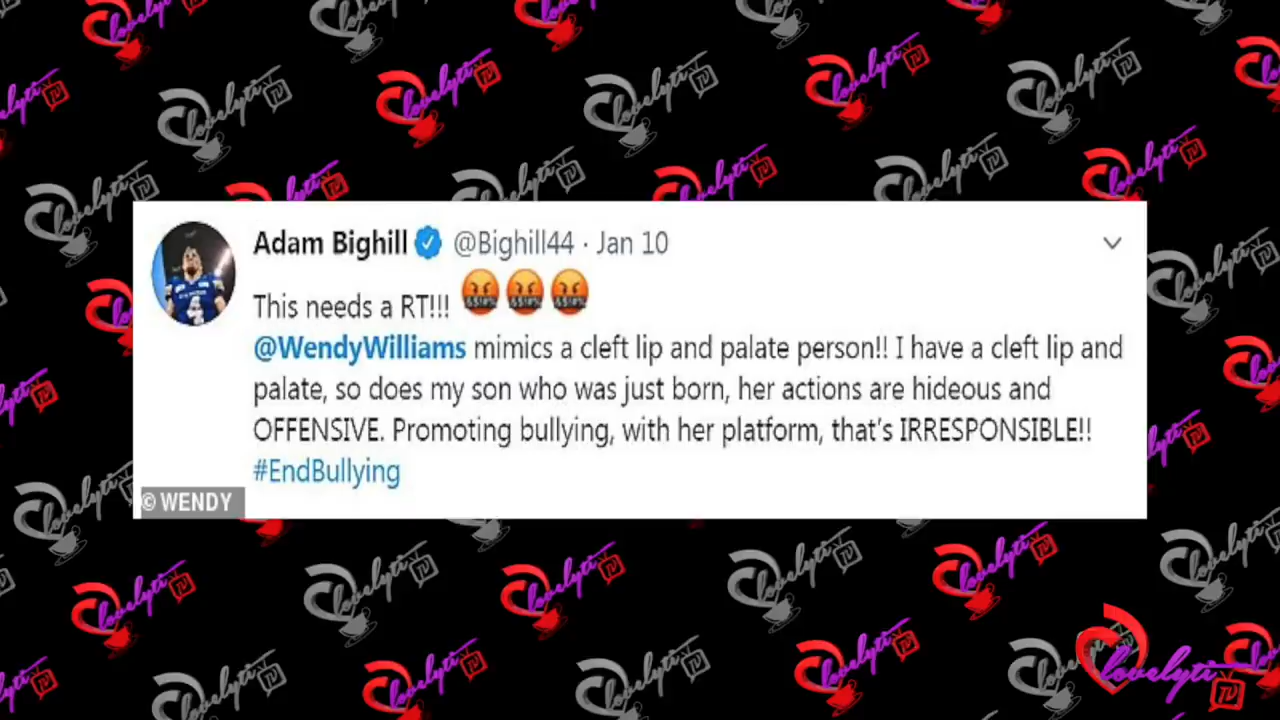 Adam Bighill @Bighill44 · Jan 10
This needs a RT!!! 🤬🤬🤬
@WendyWilliams mimics a cleft lip and palate person!! I have a cleft lip and
palate, so does my son who was just born, her actions are hideous and
OFFENSIVE. Promoting bullying, with her platform, that's IRRESPONSIBLE!!
#EndBullying
© WENDY
lovelyti TV